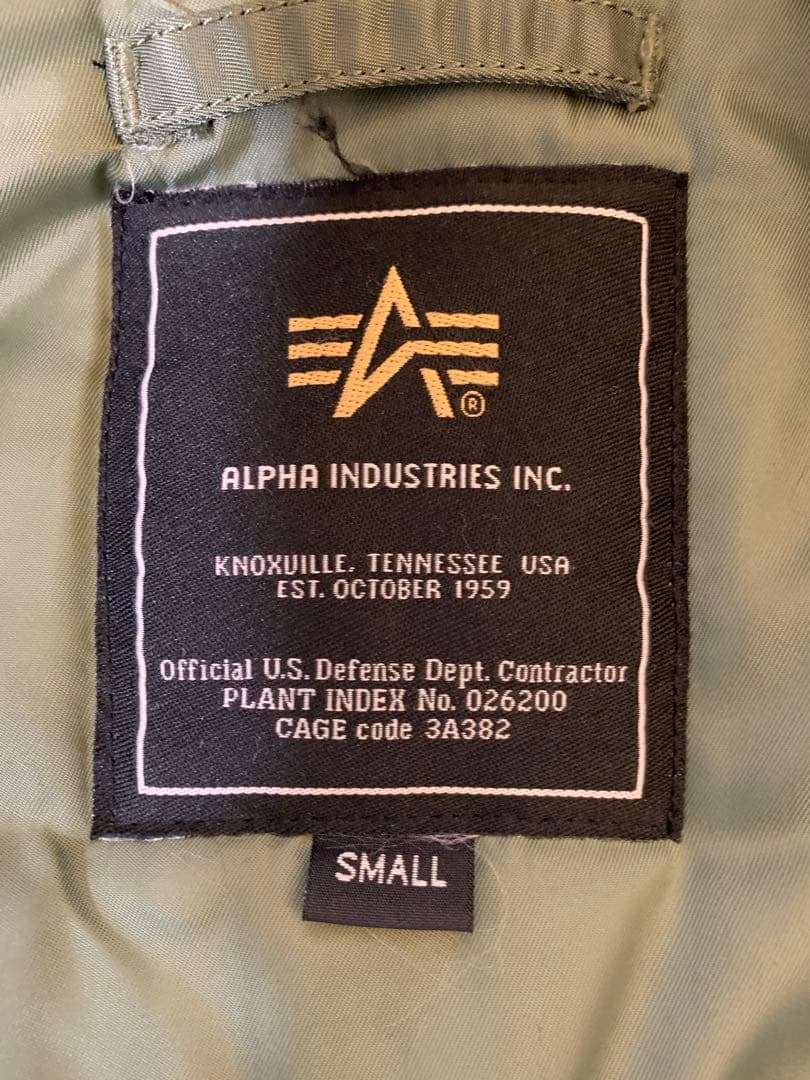 ®
ALPHA INDUSTRIES INC.
KNOXVILLE, TENNESSEE USA
EST. OCTOBER 1959
Official U.S. Defense Dept. Contractor
PLANT INDEX No. 026200
CAGE code 3A382
SMALL